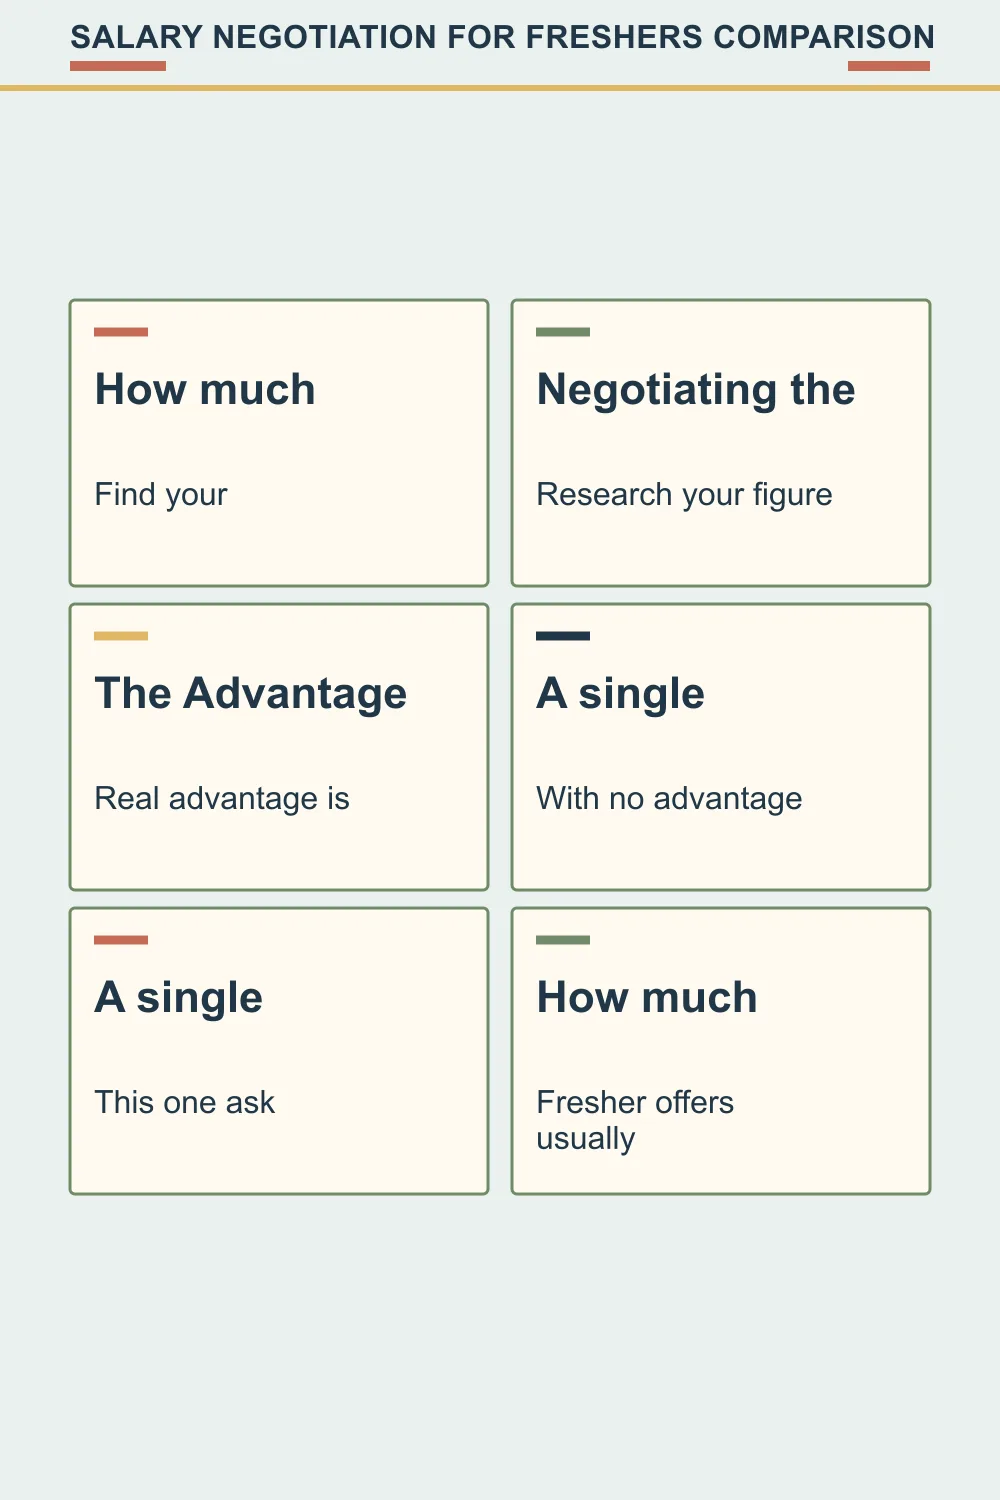 SALARY NEGOTIATION FOR FRESHERS COMPARISON
How much
Find your
Negotiating the
Research your figure
The Advantage
Real advantage is
A single
With no advantage
A single
This one ask
How much
Fresher offers
usually